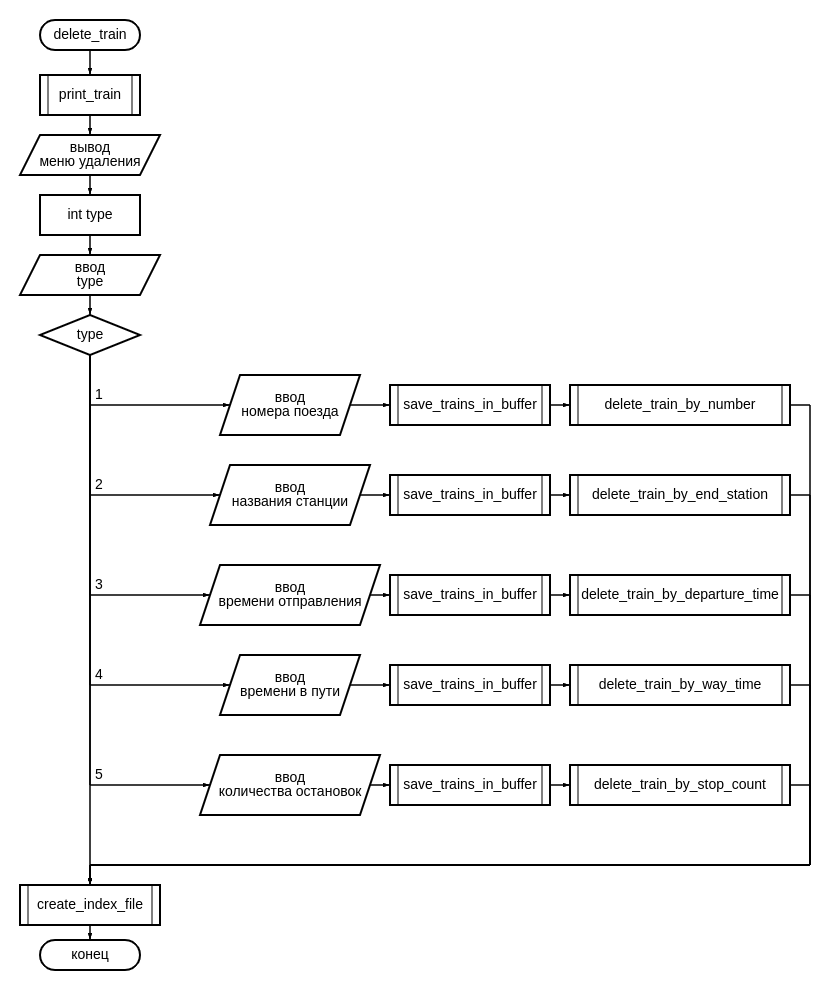 delete_train
print_train
вывод
меню удаления
int type
ввод
type
type
1
ввод
номера поезда
save_trains_in_buffer
delete_train_by_number
2
ввод
названия станции
save_trains_in_buffer
delete_train_by_end_station
3
ввод
времени отправления
save_trains_in_buffer
delete_train_by_departure_time
4
ввод
времени в пути
save_trains_in_buffer
delete_train_by_way_time
5
ввод
количества остановок
save_trains_in_buffer
delete_train_by_stop_count
create_index_file
конец